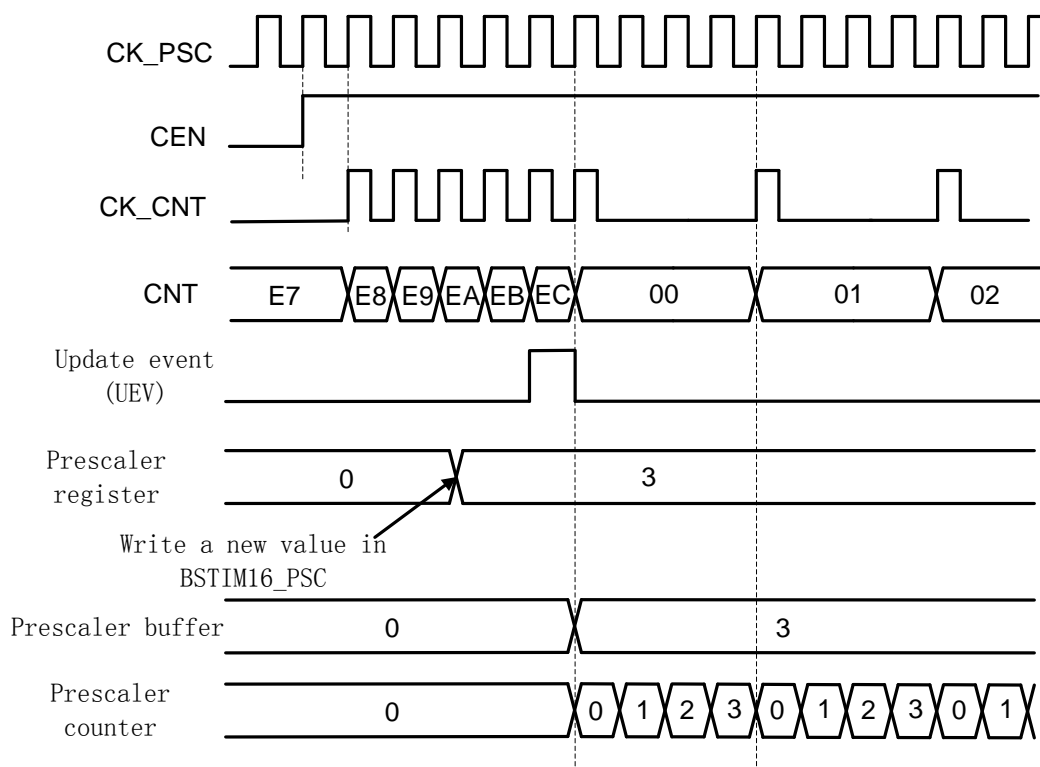 CK_PSC
CEN
CK_CNT
CNT E7 E8 E9 EA EB EC 00 01 02
Update event
(UEV)
Prescaler
register
0 3
Write a new value in
BSTIM16_PSC
Prescaler buffer 0 3
Prescaler
counter
0 0 1 2 3 0 1 2 3 0 1